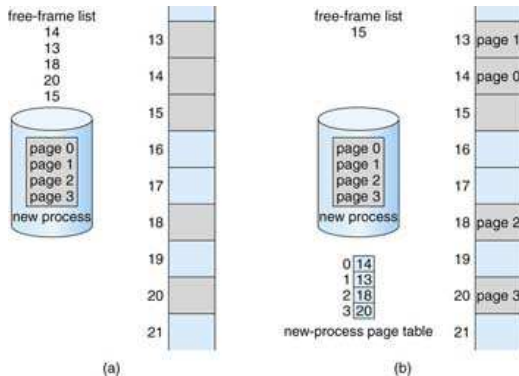 free-frame list
14
13
18
20
15
page 0
page 1
page 2
page 3
new process
13
14
15
16
17
18
19
20
21
(a)
free-frame list
15
page 0
page 1
page 2
page 3
new process
0 14
1 13
2 18
3 20
new-process page table
13 page 1
14 page 0
15
16
17
18 page 2
19
20 page 3
21
(b)